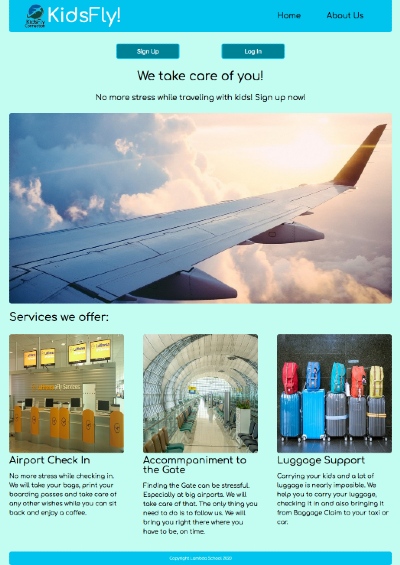 KidsFly!
Home
About Us
KidsFly
Sign Up
Log In
We take care of you!
No more stress while traveling with kids! Sign up now!
Services we offer:
Airport Check In
No more stress while checking in.
We will take your bags, print your
boarding passes and take care of
any other wishes while you can sit
back and enjoy a coffee.
Accommpaniment to
the Gate
Finding the Gate can be stressful.
Especially at big airports. We will
take care of that. The only thing you
need to do is to follow us. We will
bring you right there where you
have to be, on time.
Luggage Support
Carrying your kids and a lot of
luggage is nearly impossible. We
help you to carry your luggage,
checking it in and also bringing it
from Baggage Claim to your taxi or
car.
Copyright Lambda School 2020